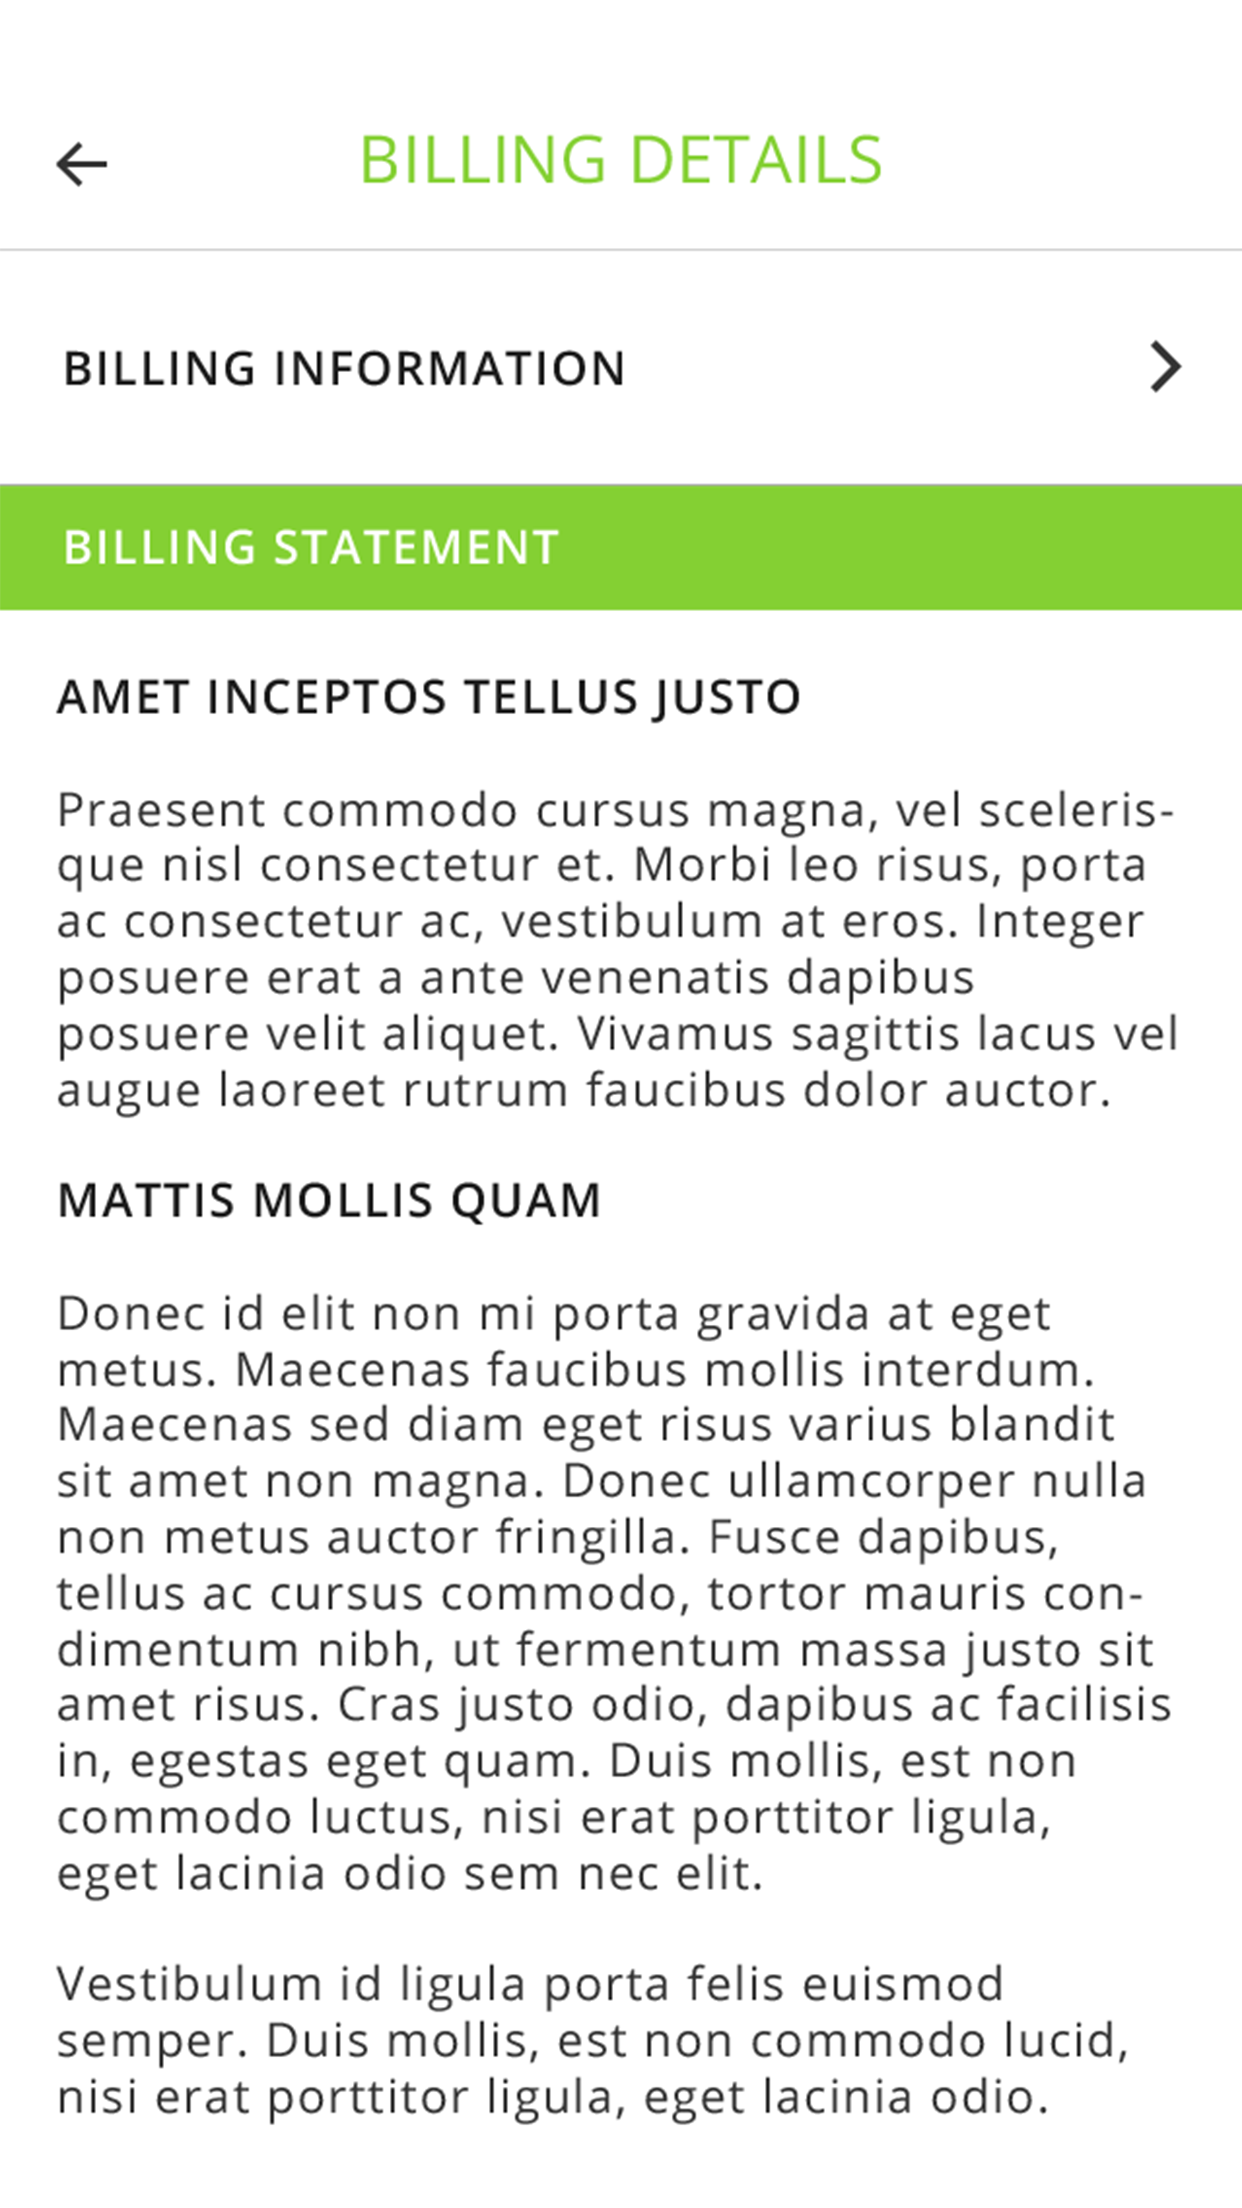 BILLING DETAILS
BILLING INFORMATION
BILLING STATEMENT
AMET INCEPTOS TELLUS JUSTO
Praesent commodo cursus magna, vel sceleris-
que nisl consectetur et. Morbi leo risus, porta
ac consectetur ac, vestibulum at eros. Integer
posuere erat a ante venenatis dapibus
posuere velit aliquet. Vivamus sagittis lacus vel
augue laoreet rutrum faucibus dolor auctor.
MATTIS MOLLIS QUAM
Donec id elit non mi porta gravida at eget
metus. Maecenas faucibus mollis interdum.
Maecenas sed diam eget risus varius blandit
sit amet non magna. Donec ullamcorper nulla
non metus auctor fringilla. Fusce dapibus,
tellus ac cursus commodo, tortor mauris con-
dimentum nibh, ut fermentum massa justo sit
amet risus. Cras justo odio, dapibus ac facilisis
in, egestas eget quam. Duis mollis, est non
commodo luctus, nisi erat porttitor ligula,
eget lacinia odio sem nec elit.
Vestibulum id ligula porta felis euismod
semper. Duis mollis, est non commodo lucid,
nisi erat porttitor ligula, eget lacinia odio.